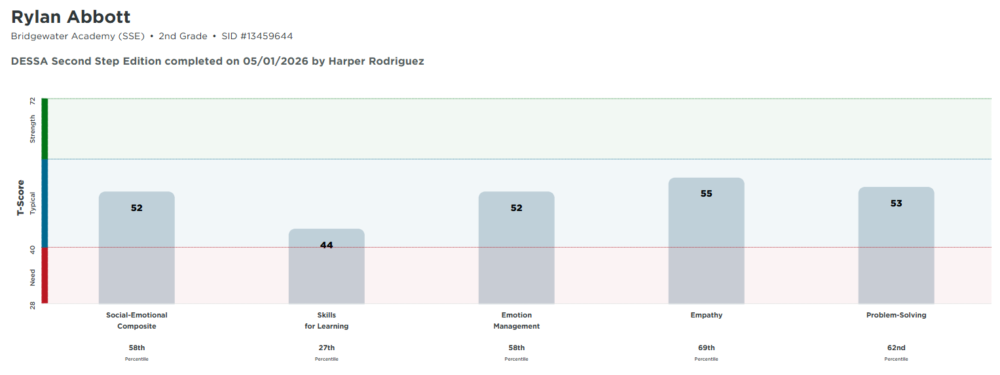 Rylan Abbott
Bridgewater Academy (SSE) • 2nd Grade • SID #13459644
DESSA Second Step Edition completed on 05/01/2026 by Harper Rodriguez
T-Score
72
Strength
Typical
40
Need
28
52
44
52
55
53
Social-Emotional
Composite
58th
Percentile
Skills
for Learning
27th
Percentile
Emotion
Management
58th
Percentile
Empathy
69th
Percentile
Problem-Solving
62nd
Percentile